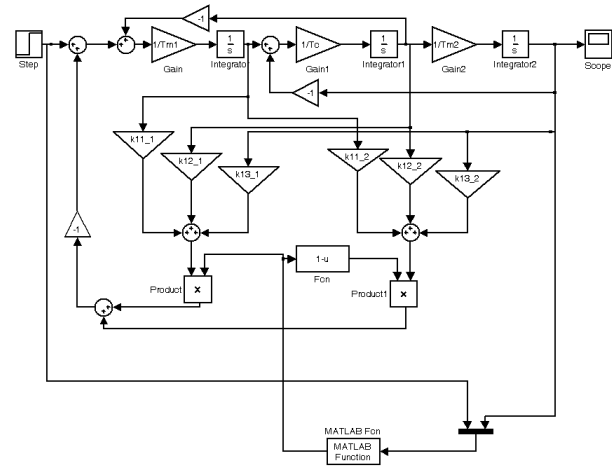 -1
Step
1/Tm1
Gain
1
s
Integrator
1/Tc
Gain1
1
s
Integrator1
1/Tm2
Gain2
1
s
Integrator2
Scope
-1
k11_1
k12_1
k13_1
k11_2
k12_2
k13_2
-1
1-u
Fcn
Product
×
Product1
×
MATLAB Fcn
MATLAB
Function